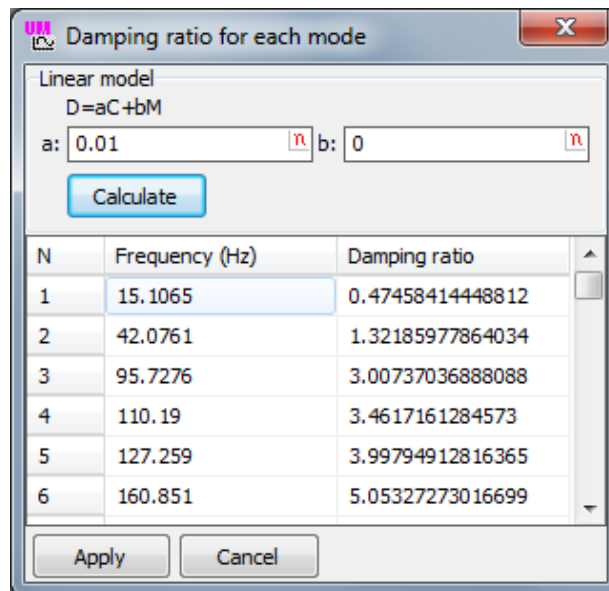 UM Damping ratio for each mode
Linear model
D=aC+bM
a: 0.01 n b: 0 n
Calculate
N Frequency (Hz) Damping ratio
1 15.1065 0.47458414448812
2 42.0761 1.32185977864034
3 95.7276 3.00737036888088
4 110.19 3.4617161284573
5 127.259 3.99794912816365
6 160.851 5.05327273016699
Apply Cancel